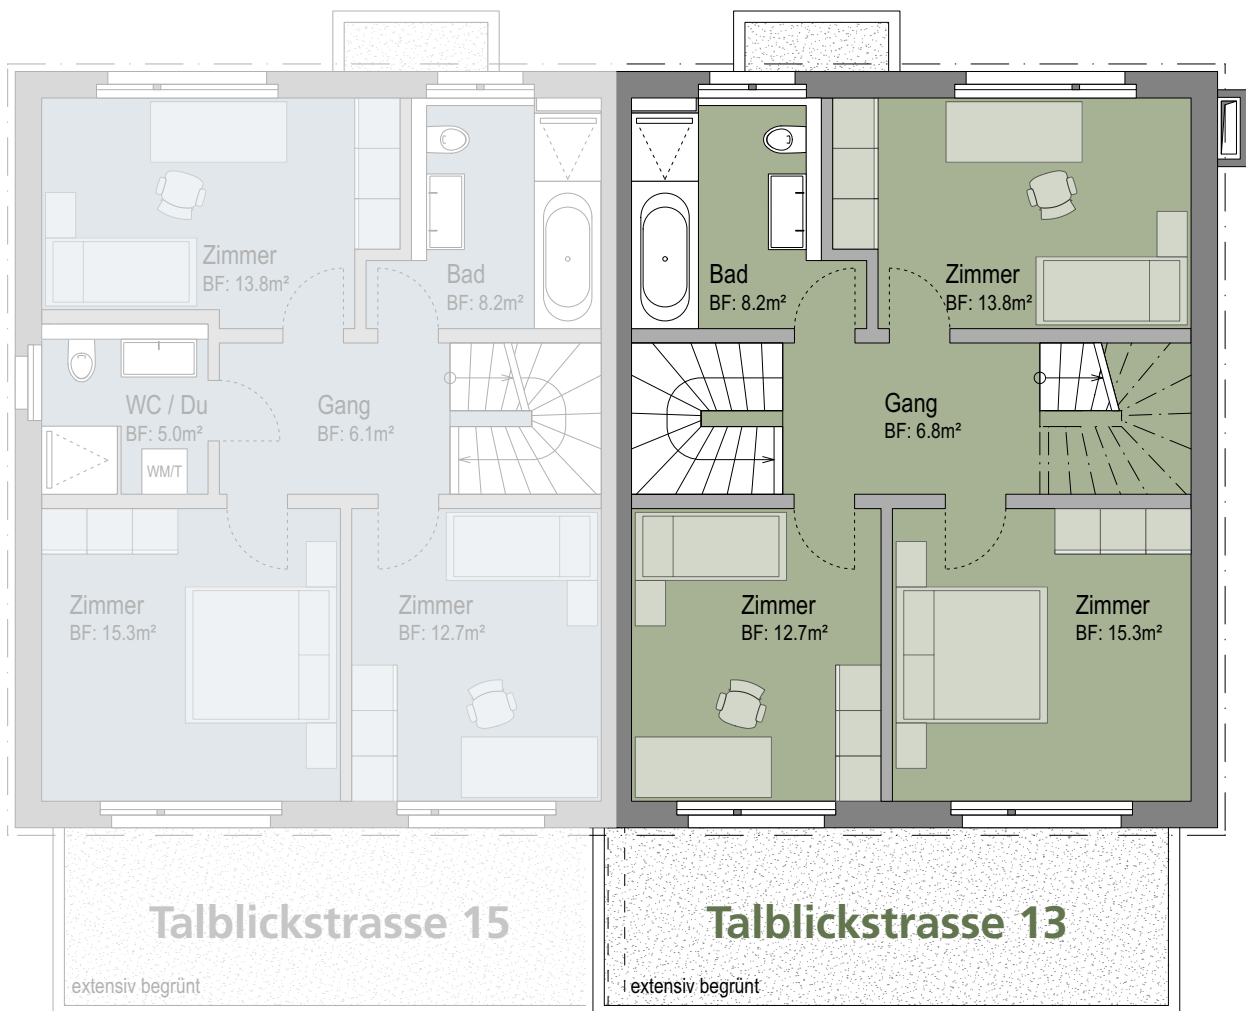 Zimmer
BF: 13.8m²
Bad
BF: 8.2m²
WC / Du
BF: 5.0m²
WM/T
Gang
BF: 6.1m²
Zimmer
BF: 15.3m²
Zimmer
BF: 12.7m²
Talblickstrasse 15
extensiv begrünt
Bad
BF: 8.2m²
Zimmer
BF: 13.8m²
Gang
BF: 6.8m²
Zimmer
BF: 12.7m²
Zimmer
BF: 15.3m²
Talblickstrasse 13
extensiv begrünt